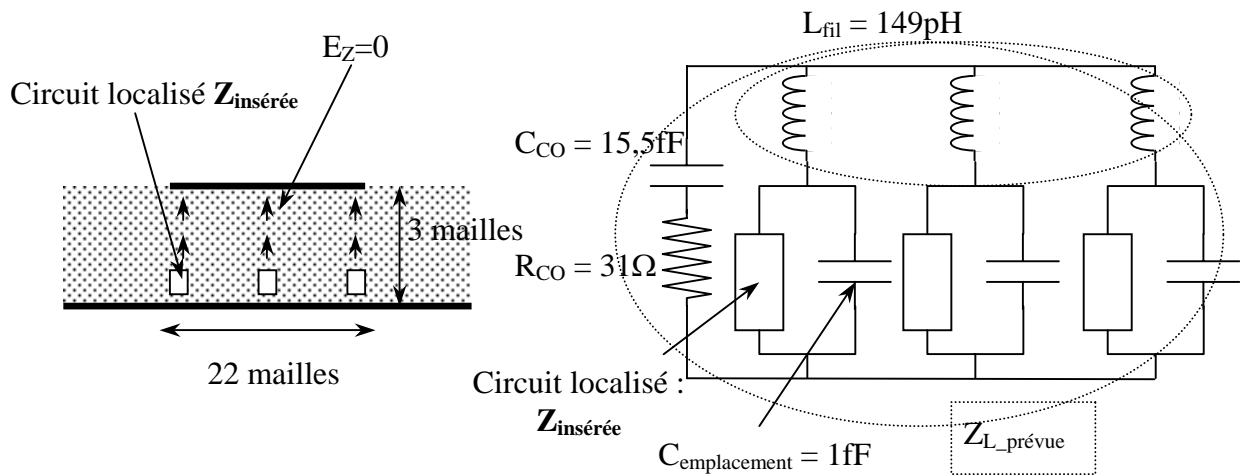 E_Z=0
Circuit localisé Z_insérée
3 mailles
22 mailles
L_fil = 149pH
C_CO = 15,5fF
R_CO = 31Ω
Circuit localisé :
Z_insérée
C_emplacement = 1fF
Z_L_prévue